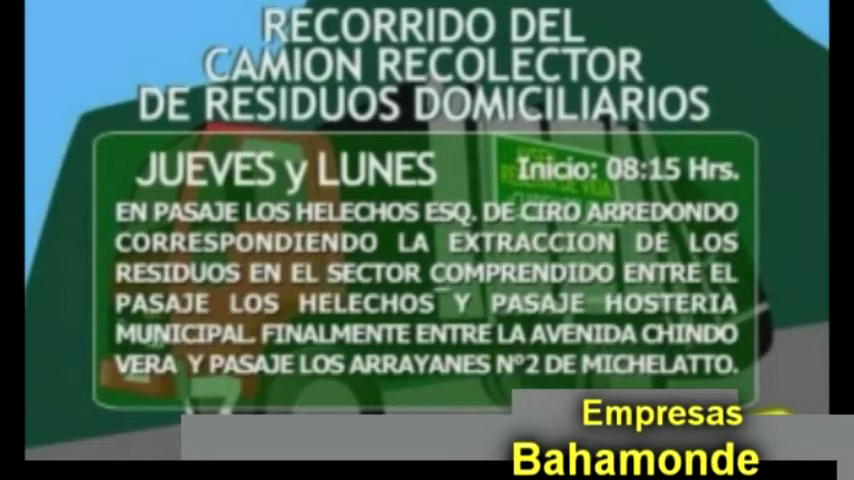 RECORRIDO DEL
CAMION RECOLECTOR
DE RESIDUOS DOMICILIARIOS
JUEVES y LUNES Inicio: 08:15 Hrs.
EN PASAJE LOS HELECHOS ESQ. DE CIRO ARREDONDO
CORRESPONDIENDO LA EXTRACCION DE LOS
RESIDUOS EN EL SECTOR COMPRENDIDO ENTRE EL
PASAJE LOS HELECHOS Y PASAJE HOSTERIA
MUNICIPAL. FINALMENTE ENTRE LA AVENIDA CHINDO
VERA Y PASAJE LOS ARRAYANES Nº2 DE MICHELATTO.
Empresas
Bahamonde